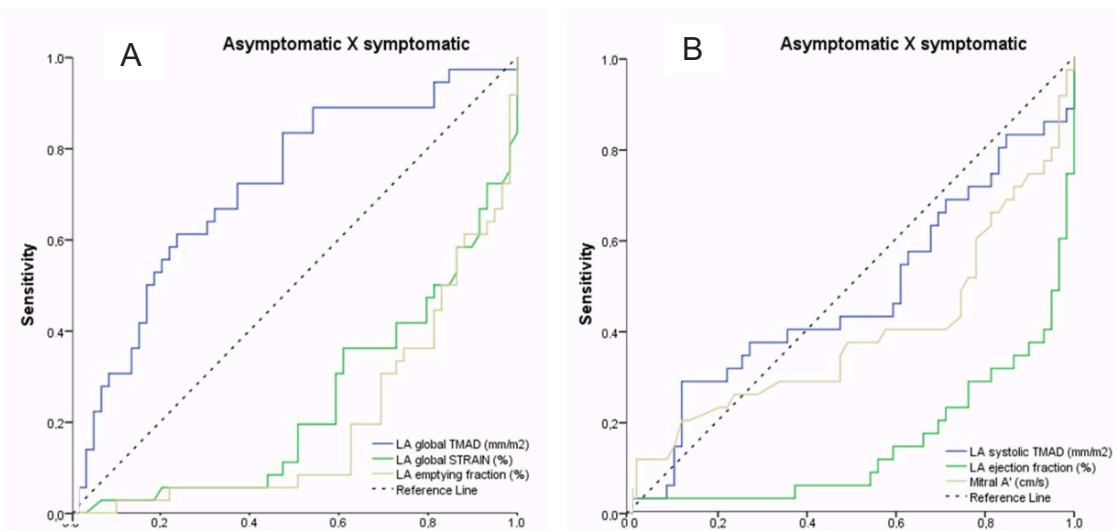 A
Asymptomatic X symptomatic
Sensitivity
1.0
0.8
0.6
0.4
0.2
0.0
LA global TMAD (mm/m2)
LA global STRAIN (%)
LA emptying fraction (%)
Reference Line
0,2
0,4
0,6
0,8
1.0
B
Asymptomatic X symptomatic
Sensitivity
1.0
0.8
0.6
0.4
0.2
0.0
LA systolic TMAD (mm/m2)
LA ejection fraction (%)
Mitral A' (cm/s)
Reference Line
0,2
0,4
0,6
0,8
1.0